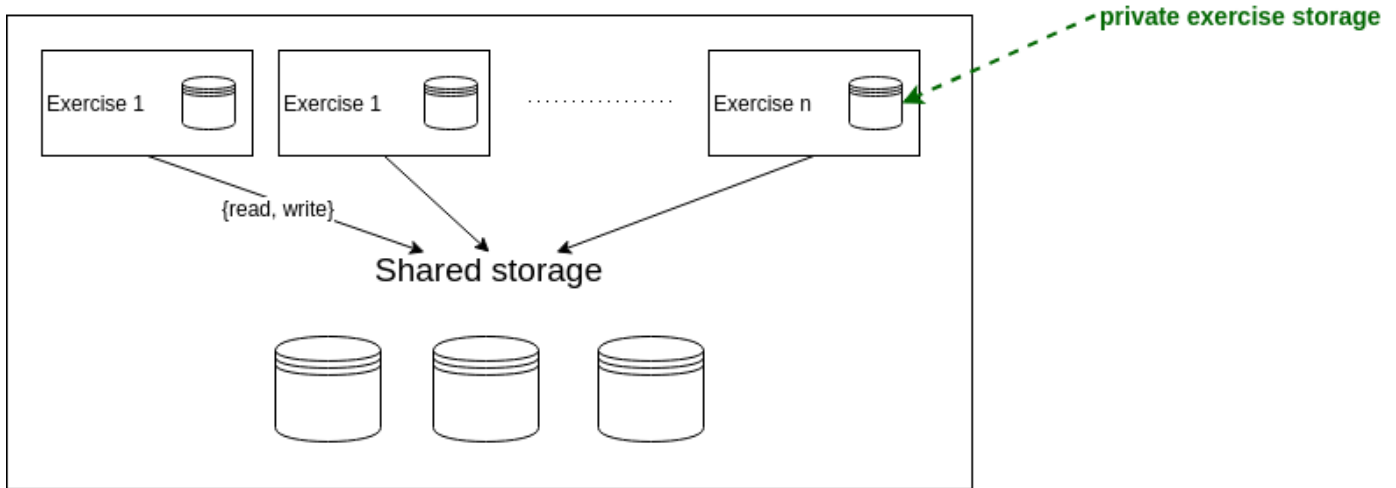 private exercise storage
Exercise 1
Exercise 1
Exercise n
{read, write}
Shared storage